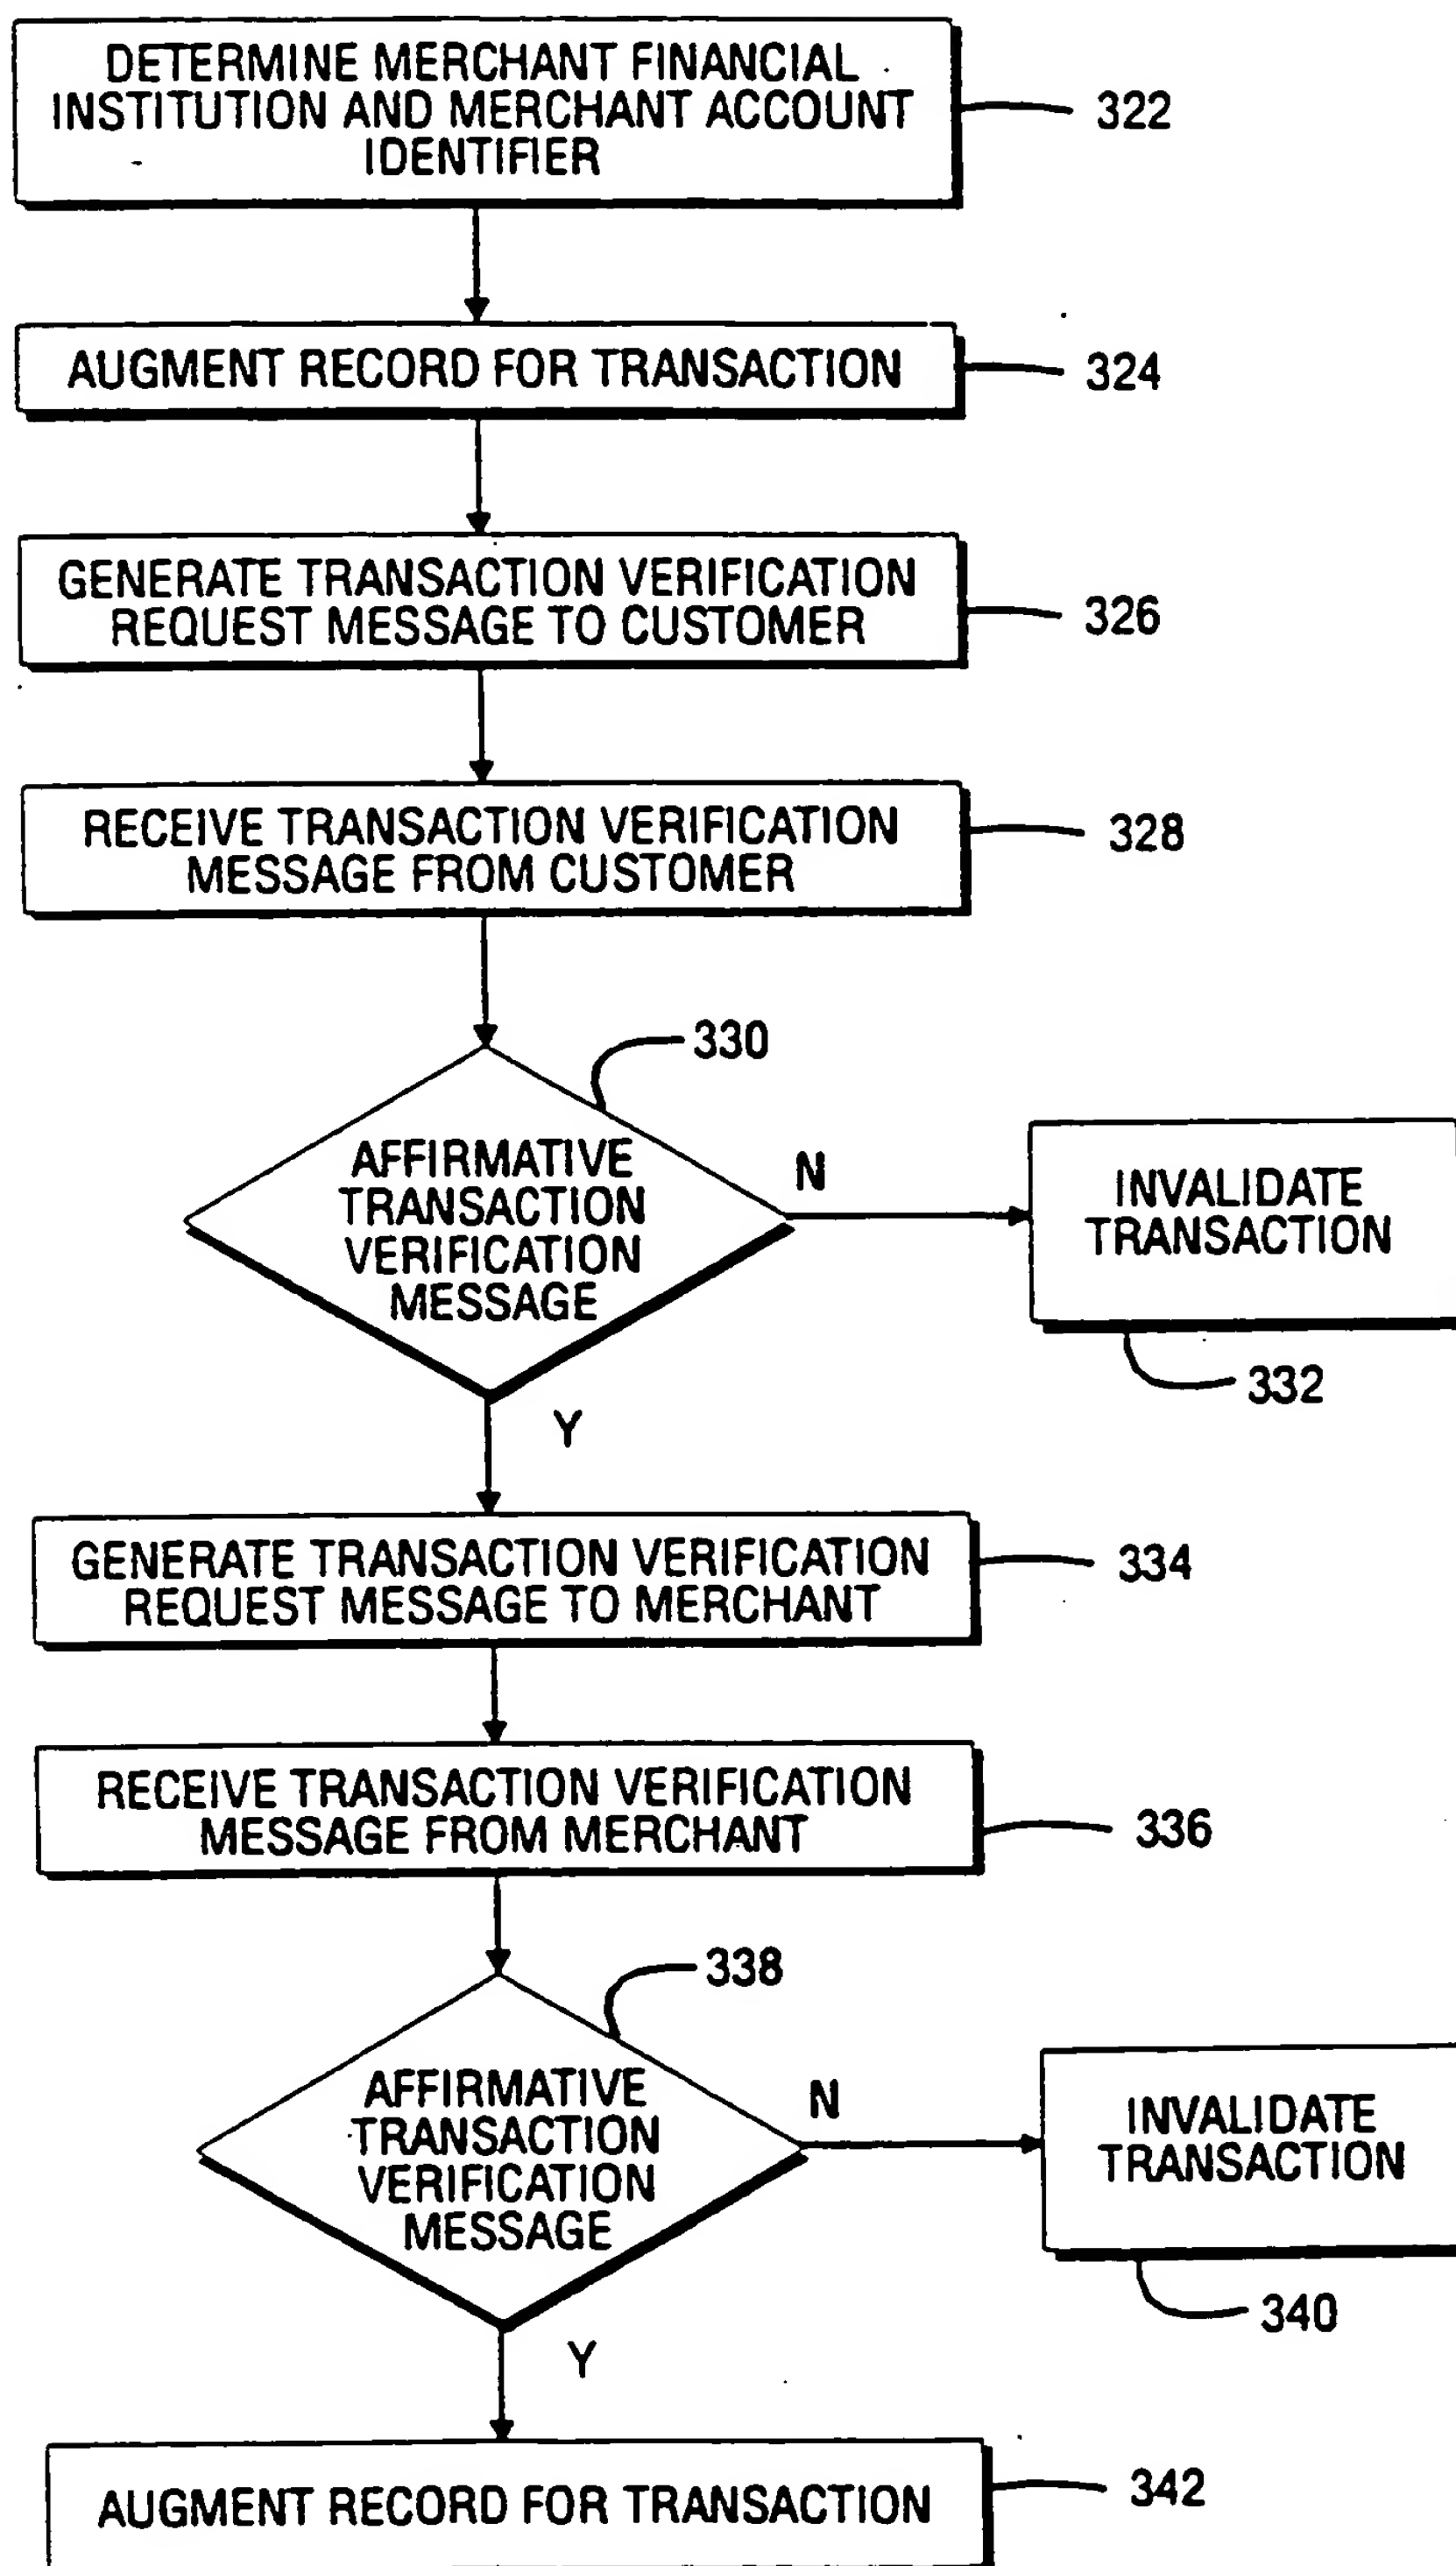 DETERMINE MERCHANT FINANCIAL
INSTITUTION AND MERCHANT ACCOUNT
IDENTIFIER
322
AUGMENT RECORD FOR TRANSACTION
324
GENERATE TRANSACTION VERIFICATION
REQUEST MESSAGE TO CUSTOMER
326
RECEIVE TRANSACTION VERIFICATION
MESSAGE FROM CUSTOMER
328
330
AFFIRMATIVE
TRANSACTION
VERIFICATION
MESSAGE
N
INVALIDATE
TRANSACTION
332
Y
GENERATE TRANSACTION VERIFICATION
REQUEST MESSAGE TO MERCHANT
334
RECEIVE TRANSACTION VERIFICATION
MESSAGE FROM MERCHANT
336
338
AFFIRMATIVE
TRANSACTION
VERIFICATION
MESSAGE
N
INVALIDATE
TRANSACTION
340
Y
AUGMENT RECORD FOR TRANSACTION
342